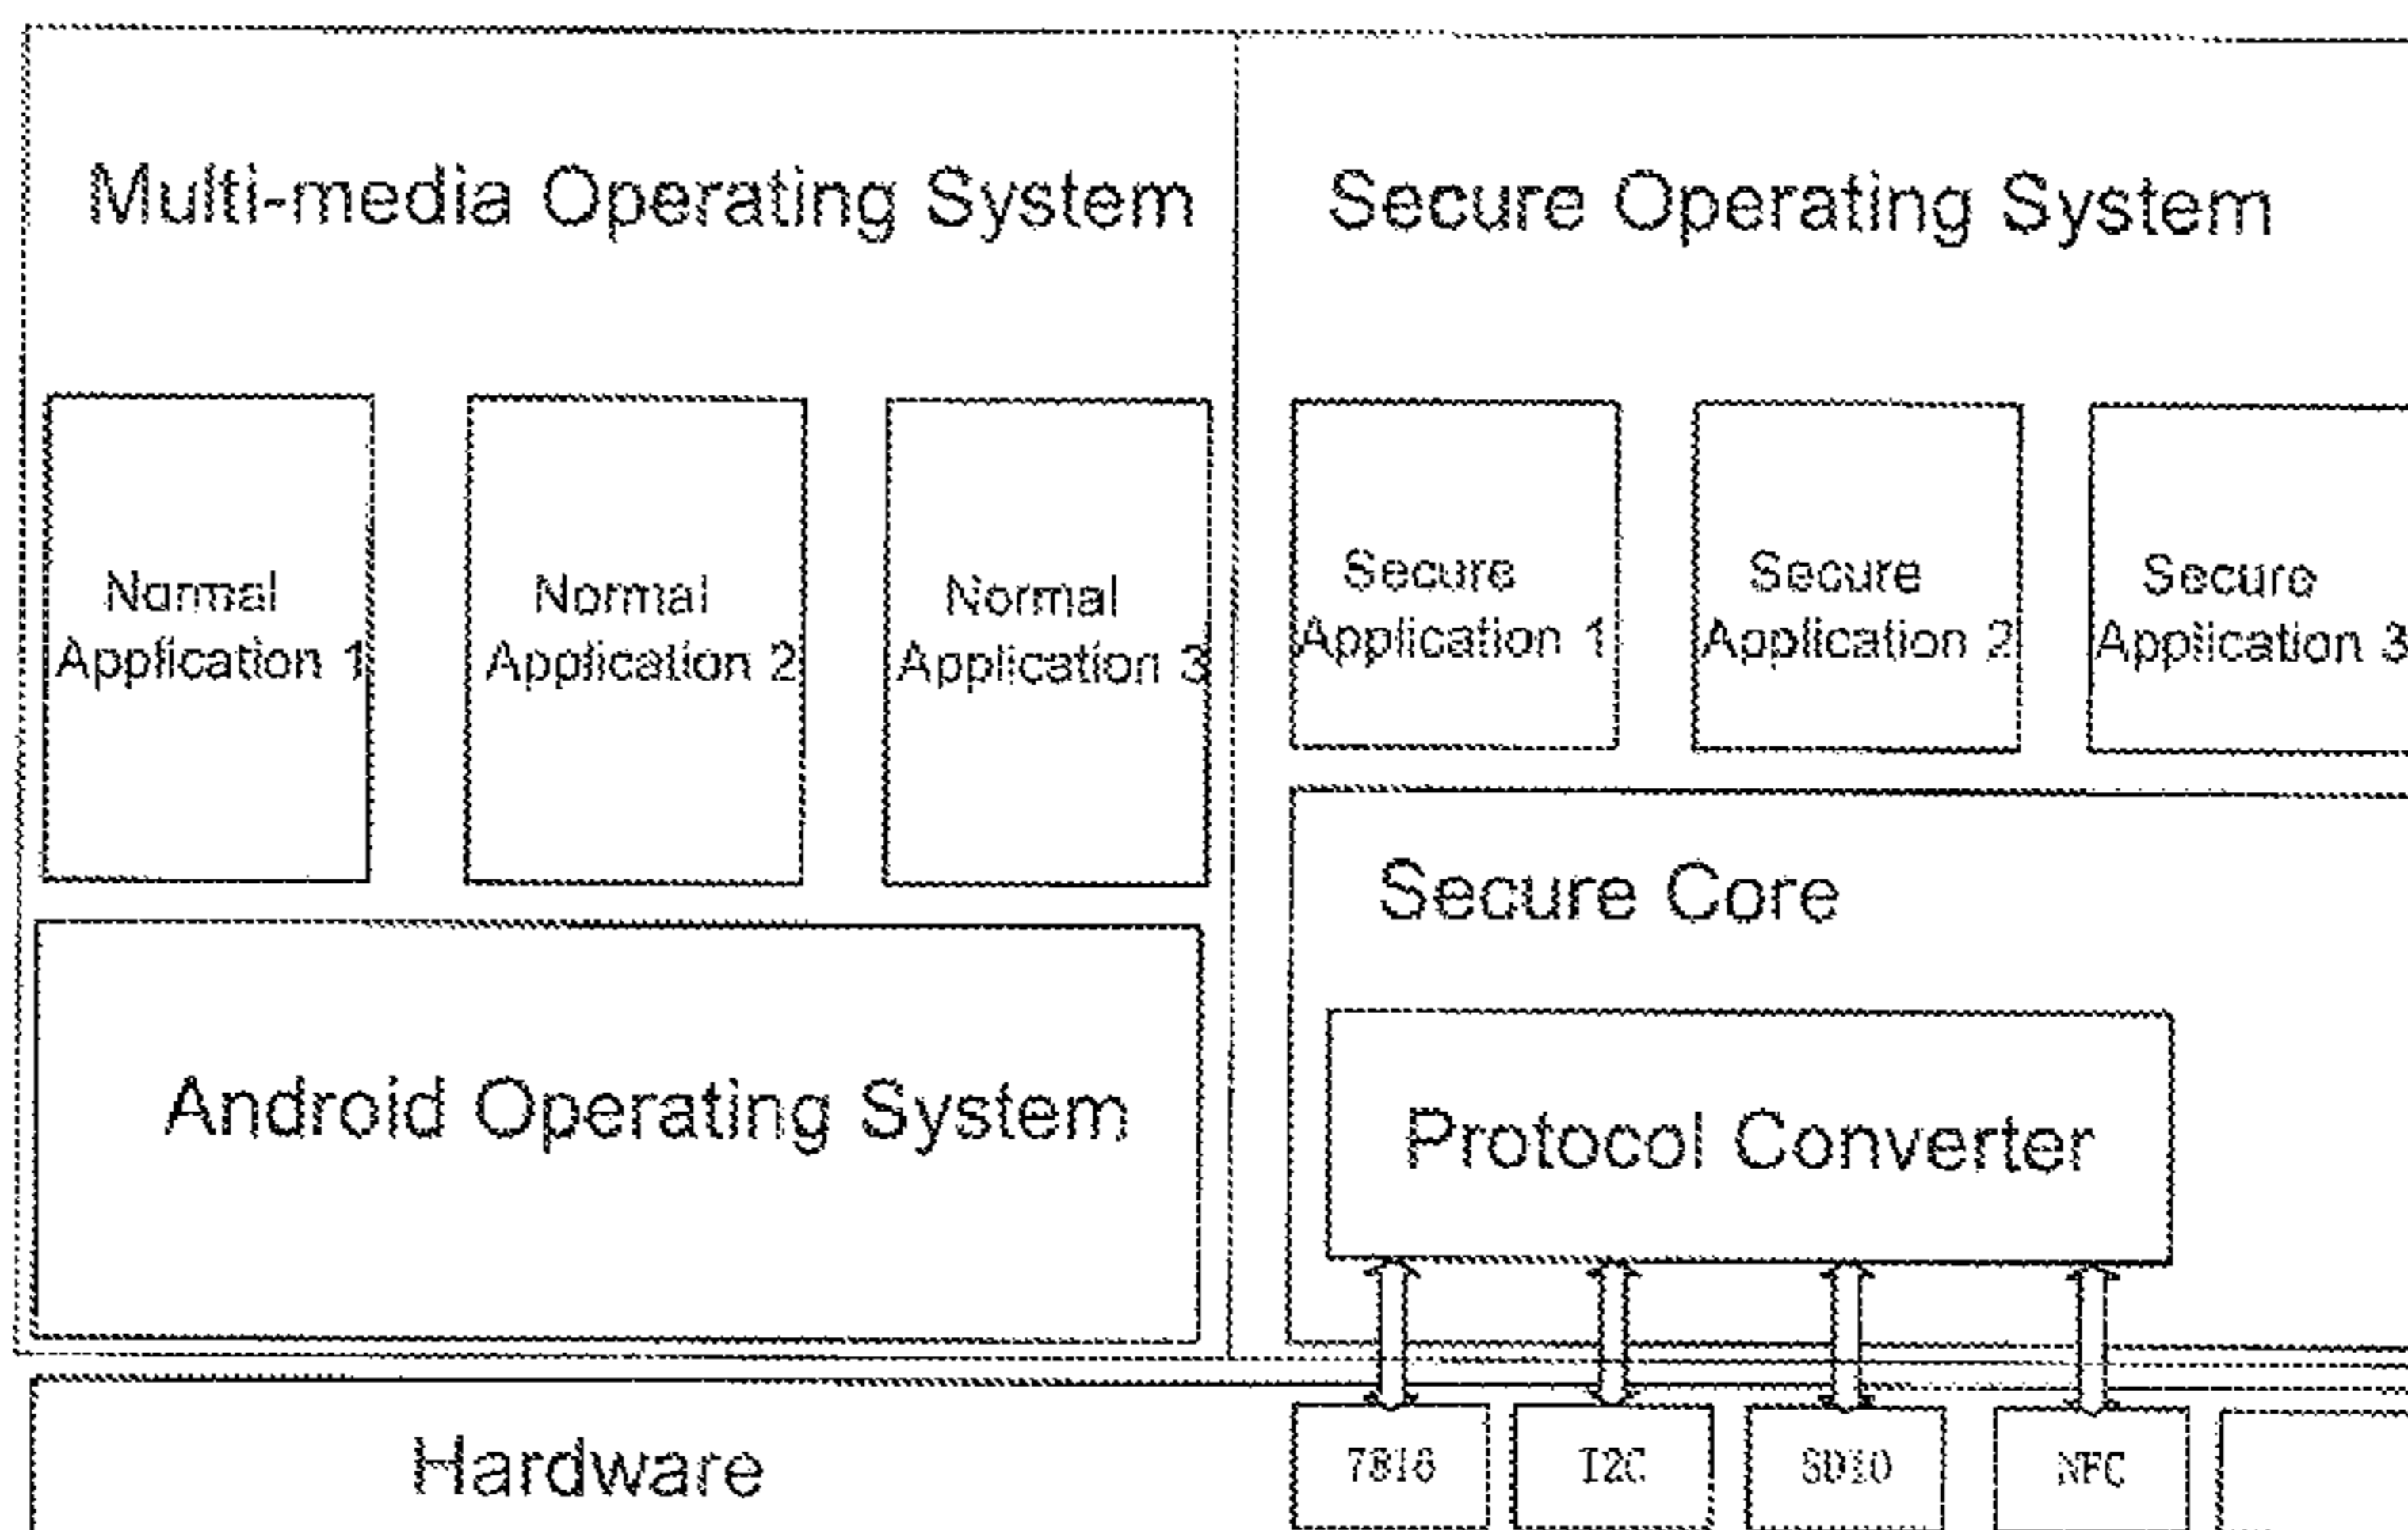 Multi-media Operating System
Secure Operating System
Normal
Application 1
Normal
Application 2
Normal
Application 3
Secure
Application 1
Secure
Application 2
Secure
Application 3
Secure Core
Android Operating System
Protocol Converter
Hardware
7816
I2C
SDIO
NFC